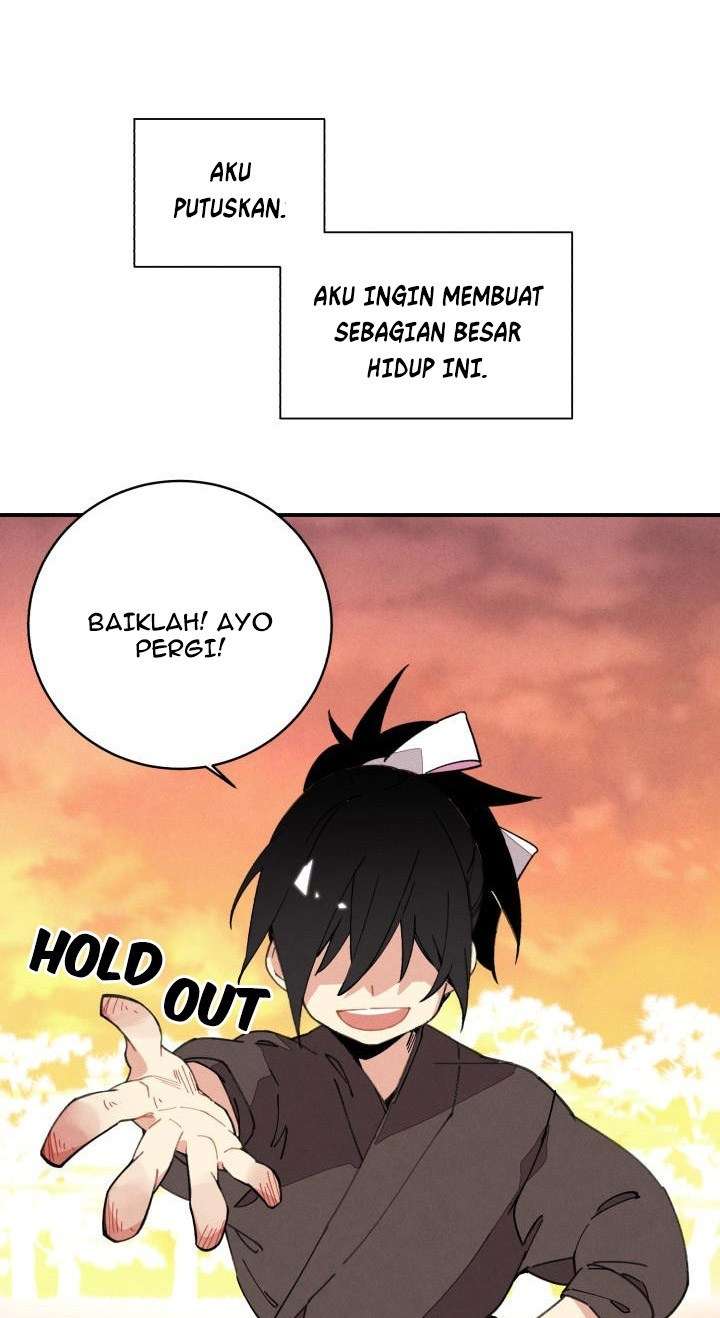 AKU
PUTUSKAN.
AKU INGIN MEMBUAT
SEBAGIAN BESAR
HIDUP INI.
BAIKLAH! AYO
PERGI!
HOLD
OUT